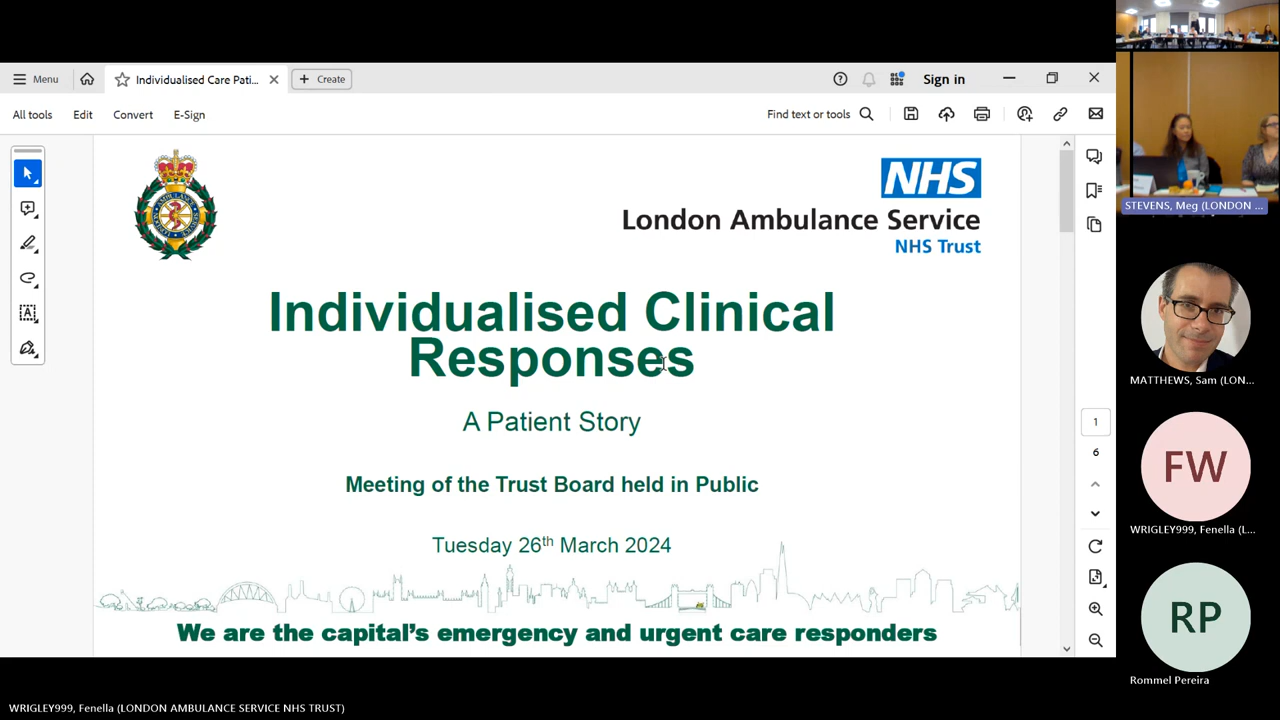 Menu
Individualised Care Pati...
Create
Sign in
All tools
Edit
Convert
E-Sign
Find text or tools
NHS
London Ambulance Service
NHS Trust
Individualised Clinical
Responses
A Patient Story
Meeting of the Trust Board held in Public
Tuesday 26th March 2024
We are the capital's emergency and urgent care responders
1
6
STEVENS, Meg (LONDON ...
MATTHEWS, Sam (LON...
FW
WRIGLEY999, Fenella (L...
RP
Rommel Pereira
WRIGLEY999, Fenella (LONDON AMBULANCE SERVICE NHS TRUST)